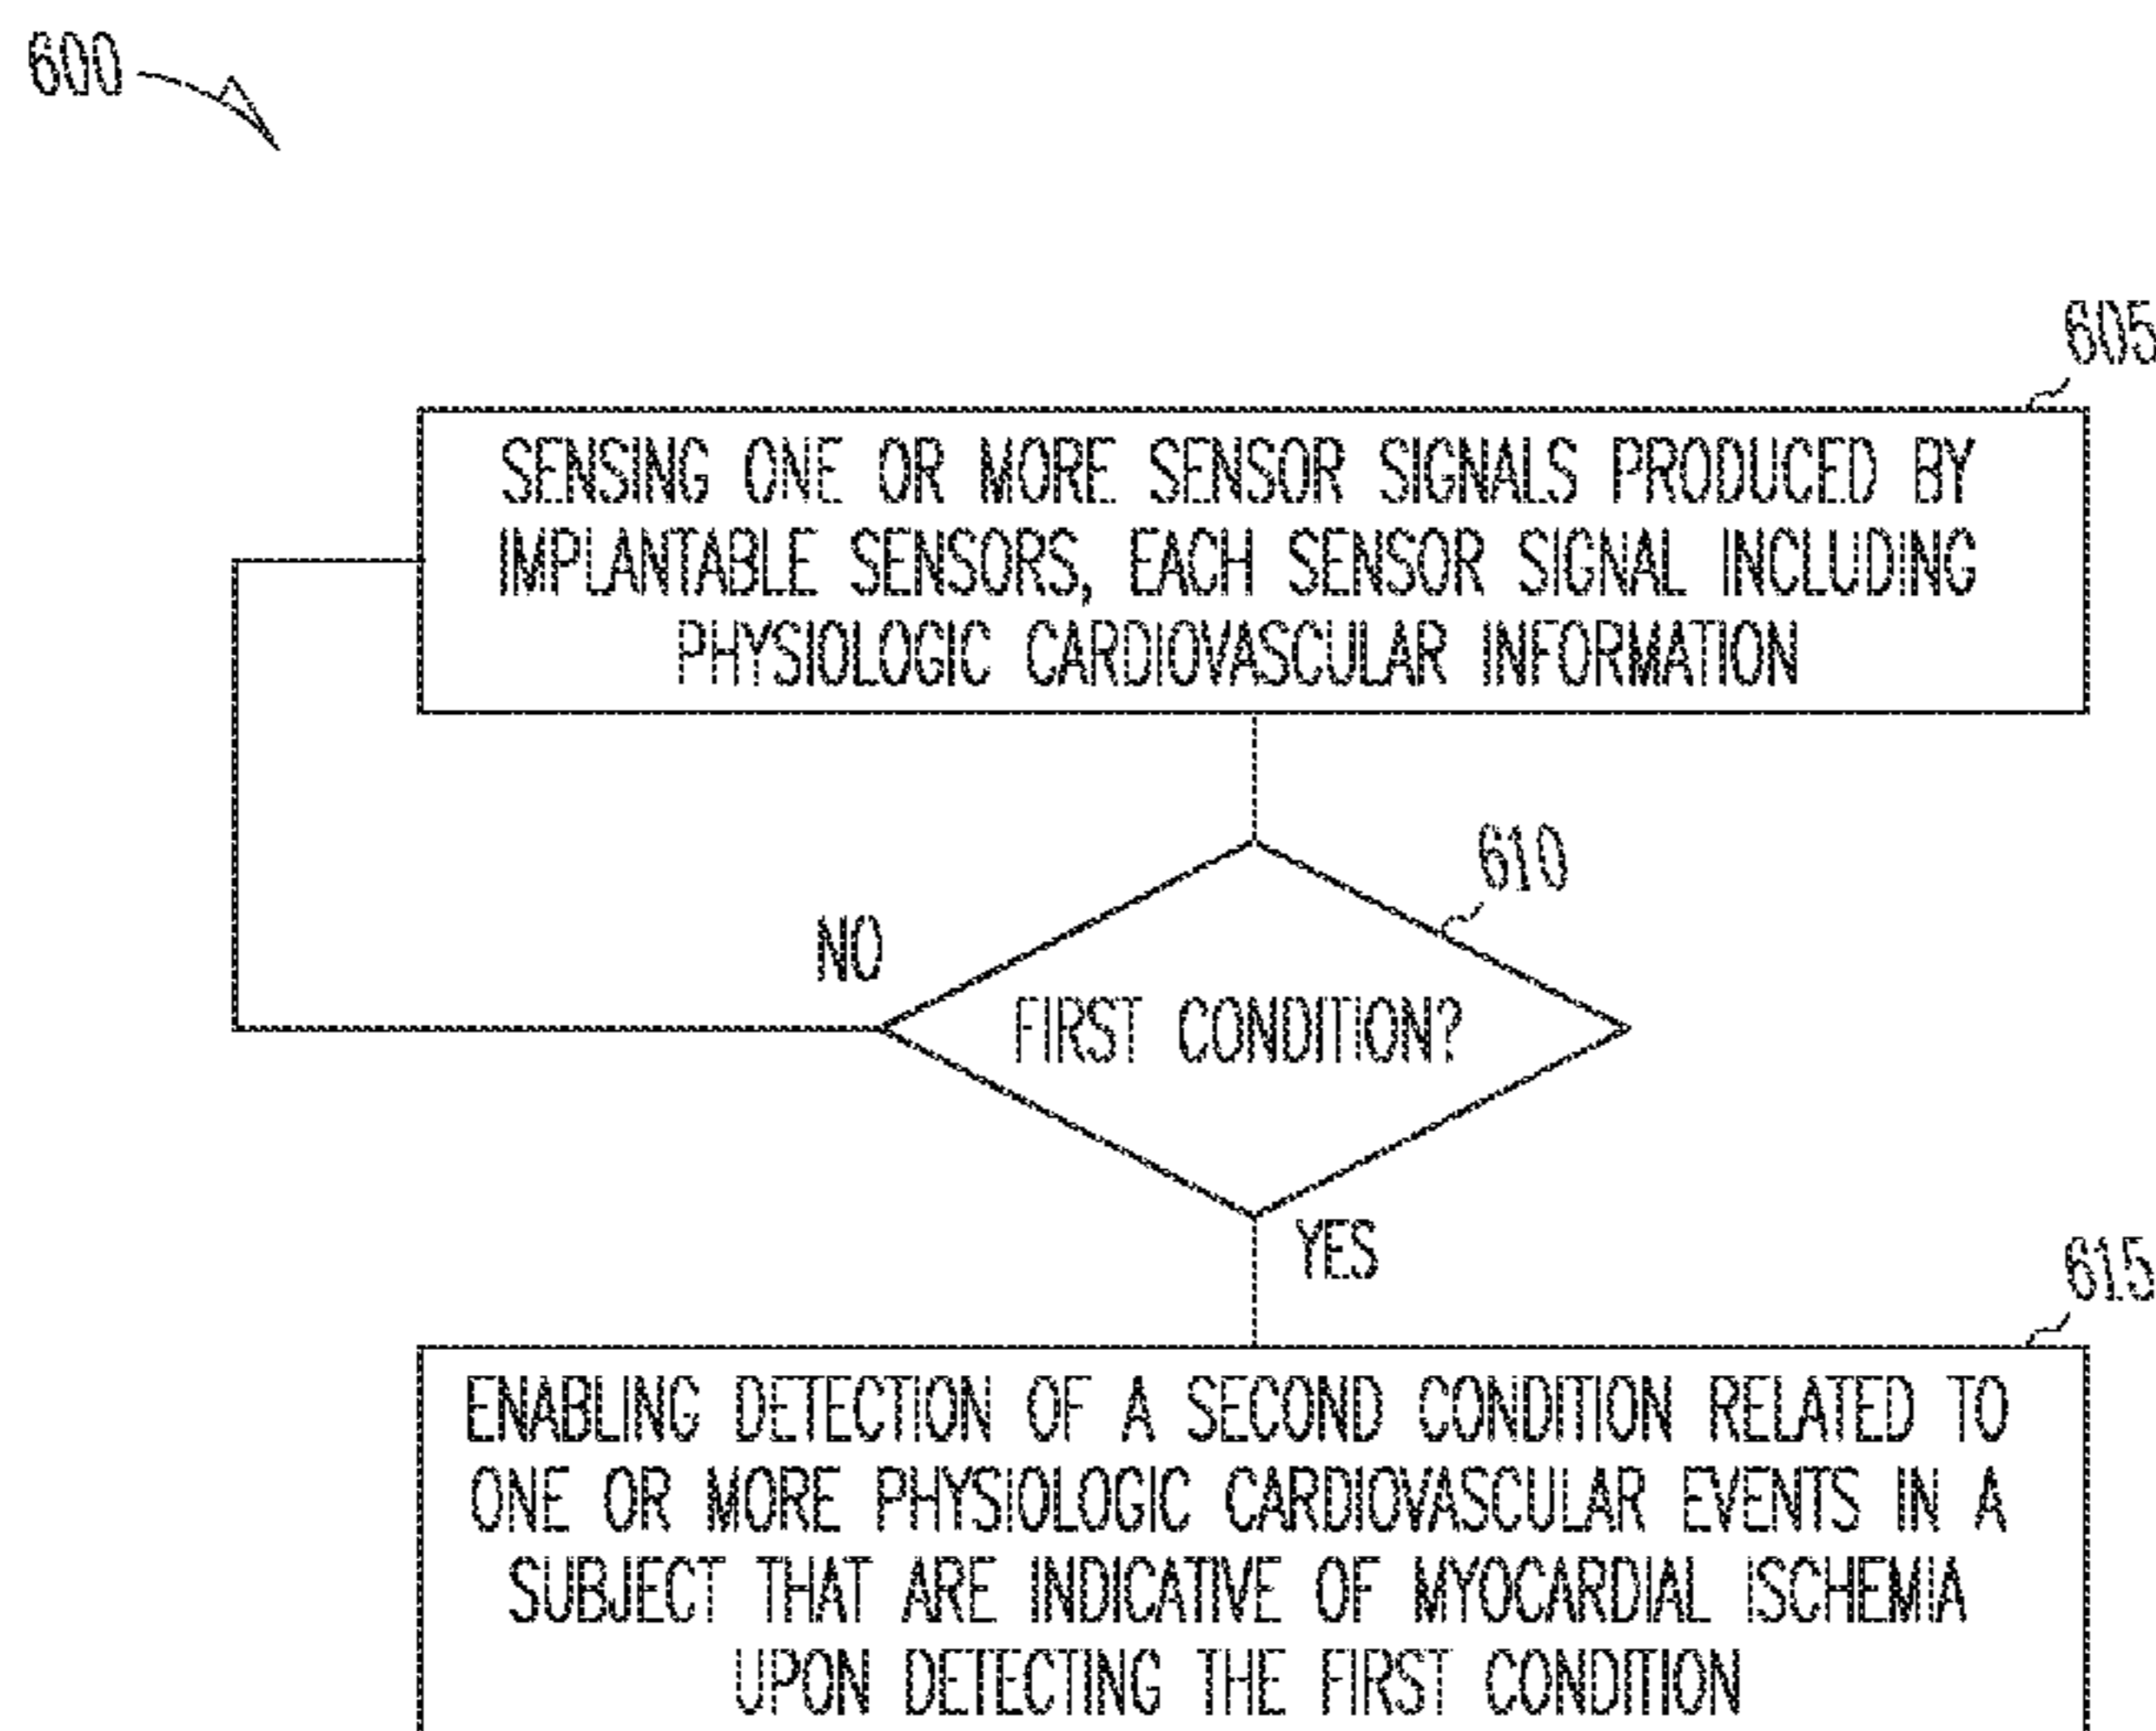 600
605
SENSING ONE OR MORE SENSOR SIGNALS PRODUCED BY
IMPLANTABLE SENSORS, EACH SENSOR SIGNAL INCLUDING
PHYSIOLOGIC CARDIOVASCULAR INFORMATION
610
NO
FIRST CONDITION?
YES
615
ENABLING DETECTION OF A SECOND CONDITION RELATED TO
ONE OR MORE PHYSIOLOGIC CARDIOVASCULAR EVENTS IN A
SUBJECT THAT ARE INDICATIVE OF MYOCARDIAL ISCHEMIA
UPON DETECTING THE FIRST CONDITION